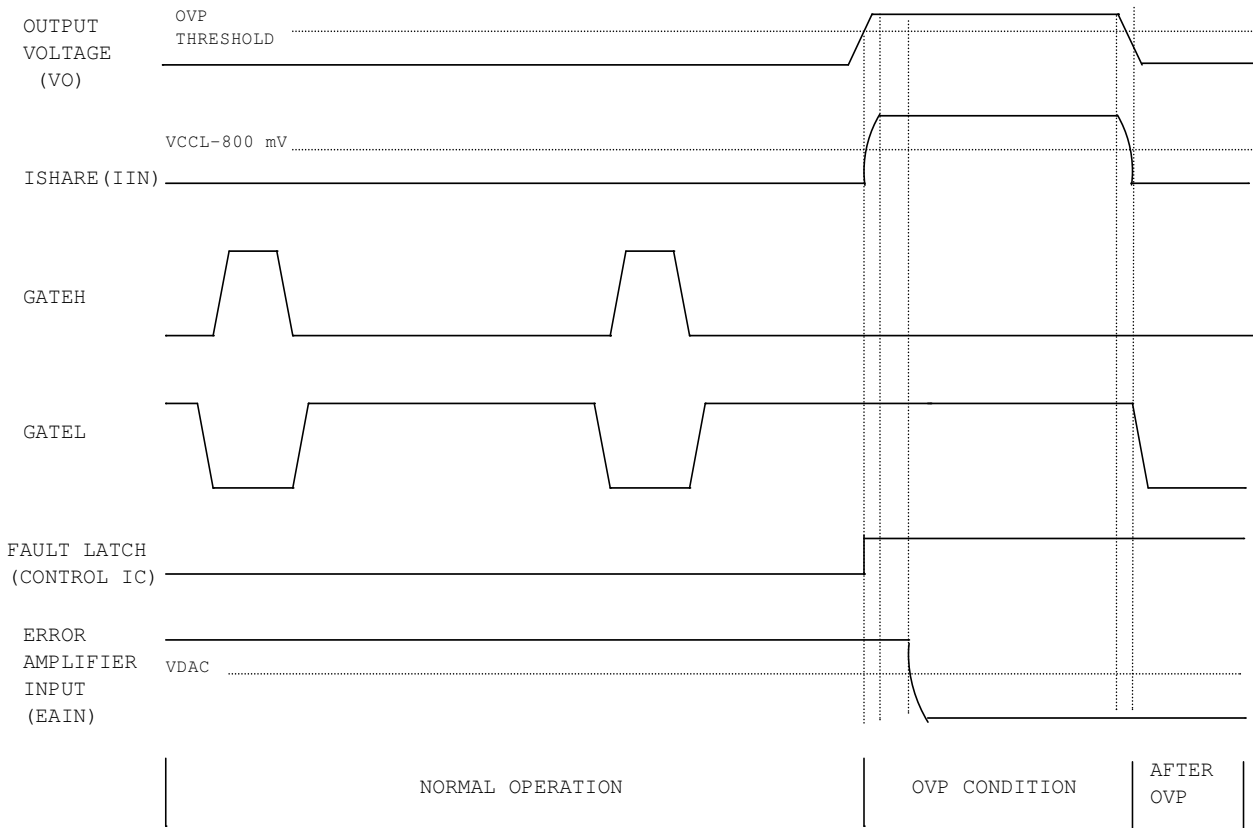 OUTPUT
VOLTAGE
(VO)
OVP
THRESHOLD
VCCL-800 mV
ISHARE(IIN)
GATEH
GATEL
FAULT LATCH
(CONTROL IC)
ERROR
AMPLIFIER
INPUT
(EAIN)
VDAC
NORMAL OPERATION
OVP CONDITION
AFTER
OVP